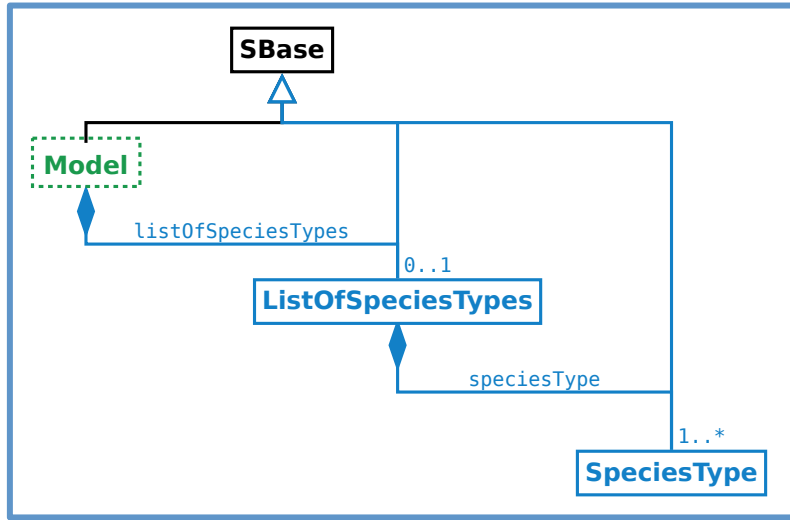 SBase
Model
listOfSpeciesTypes
0..1
ListOfSpeciesTypes
speciesType
1..*
SpeciesType